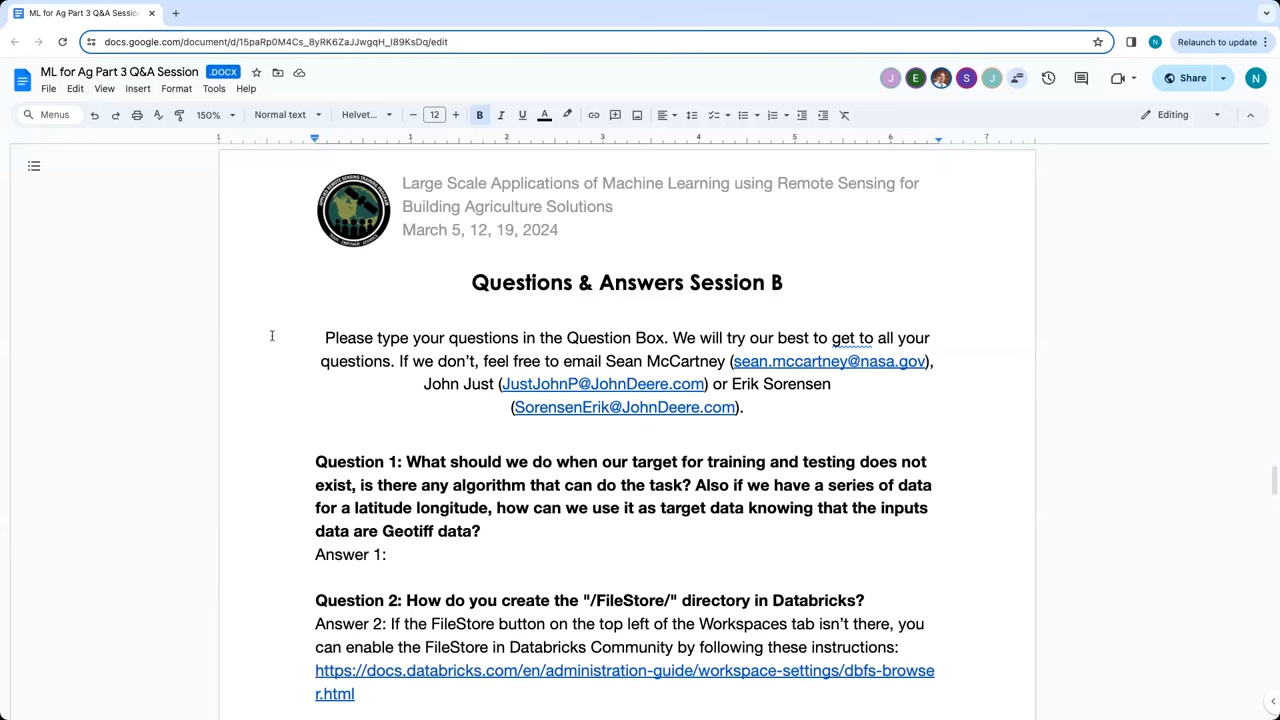 ML for Ag Part 3 Q&A Sessio
docs.google.com/document/d/15paRp0M4Cs_8yRK6ZaJJwgqH_I89KsDq/edit
N
Relaunch to update
ML for Ag Part 3 Q&A Session .DOCX
J E S J
Share
N
File Edit View Insert Format Tools Help
Menus 150% Normal text Helvet... 12 B I U A Editing
1 1 2 3 4 5 6 7
Large Scale Applications of Machine Learning using Remote Sensing for
Building Agriculture Solutions
March 5, 12, 19, 2024
Questions & Answers Session B
Please type your questions in the Question Box. We will try our best to get to all your
questions. If we don’t, feel free to email Sean McCartney (sean.mccartney@nasa.gov),
John Just (JustJohnP@JohnDeere.com) or Erik Sorensen
(SorensenErik@JohnDeere.com).
Question 1: What should we do when our target for training and testing does not
exist, is there any algorithm that can do the task? Also if we have a series of data
for a latitude longitude, how can we use it as target data knowing that the inputs
data are Geotiff data?
Answer 1:
Question 2: How do you create the "/FileStore/" directory in Databricks?
Answer 2: If the FileStore button on the top left of the Workspaces tab isn’t there, you
can enable the FileStore in Databricks Community by following these instructions:
https://docs.databricks.com/en/administration-guide/workspace-settings/dbfs-browse
r.html